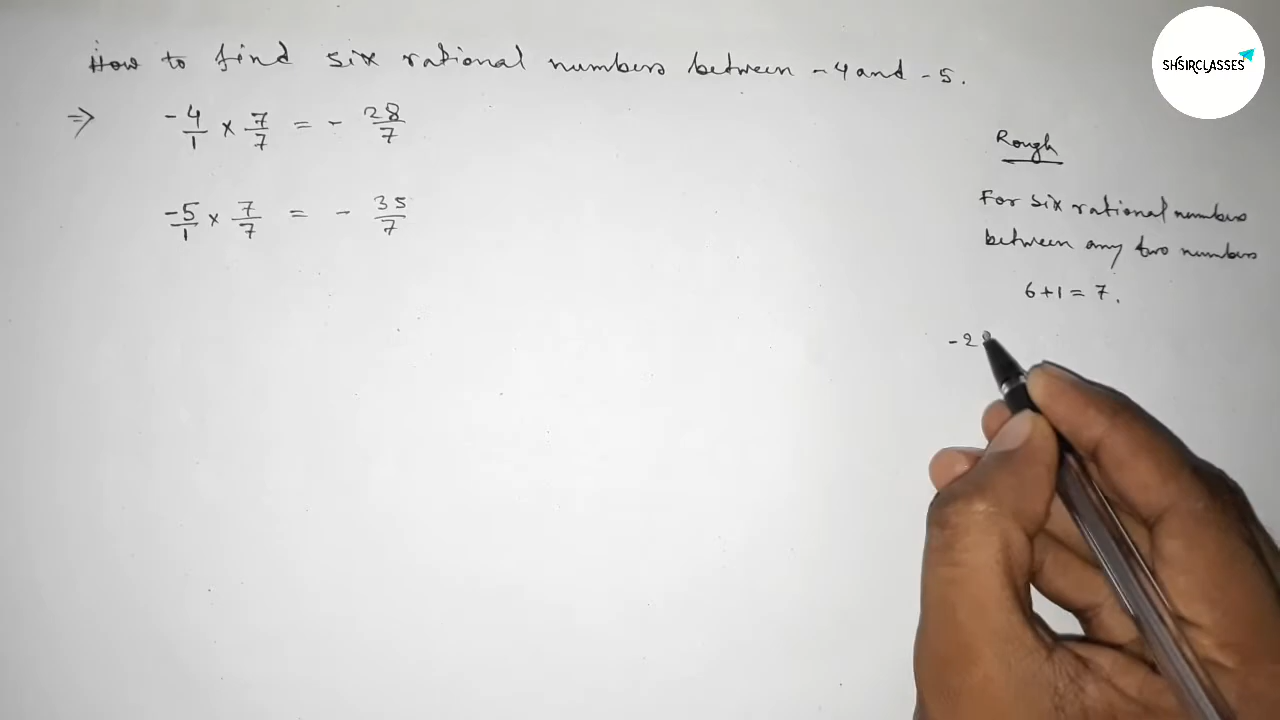 How to find six rational numbers between -4 and -5.
⇒ -4/1 × 7/7 = - 28/7
-5/1 × 7/7 = - 35/7
Rough
For six rational numbers
between any two numbers
6+1 = 7.
-28
SHSIRCLASSES